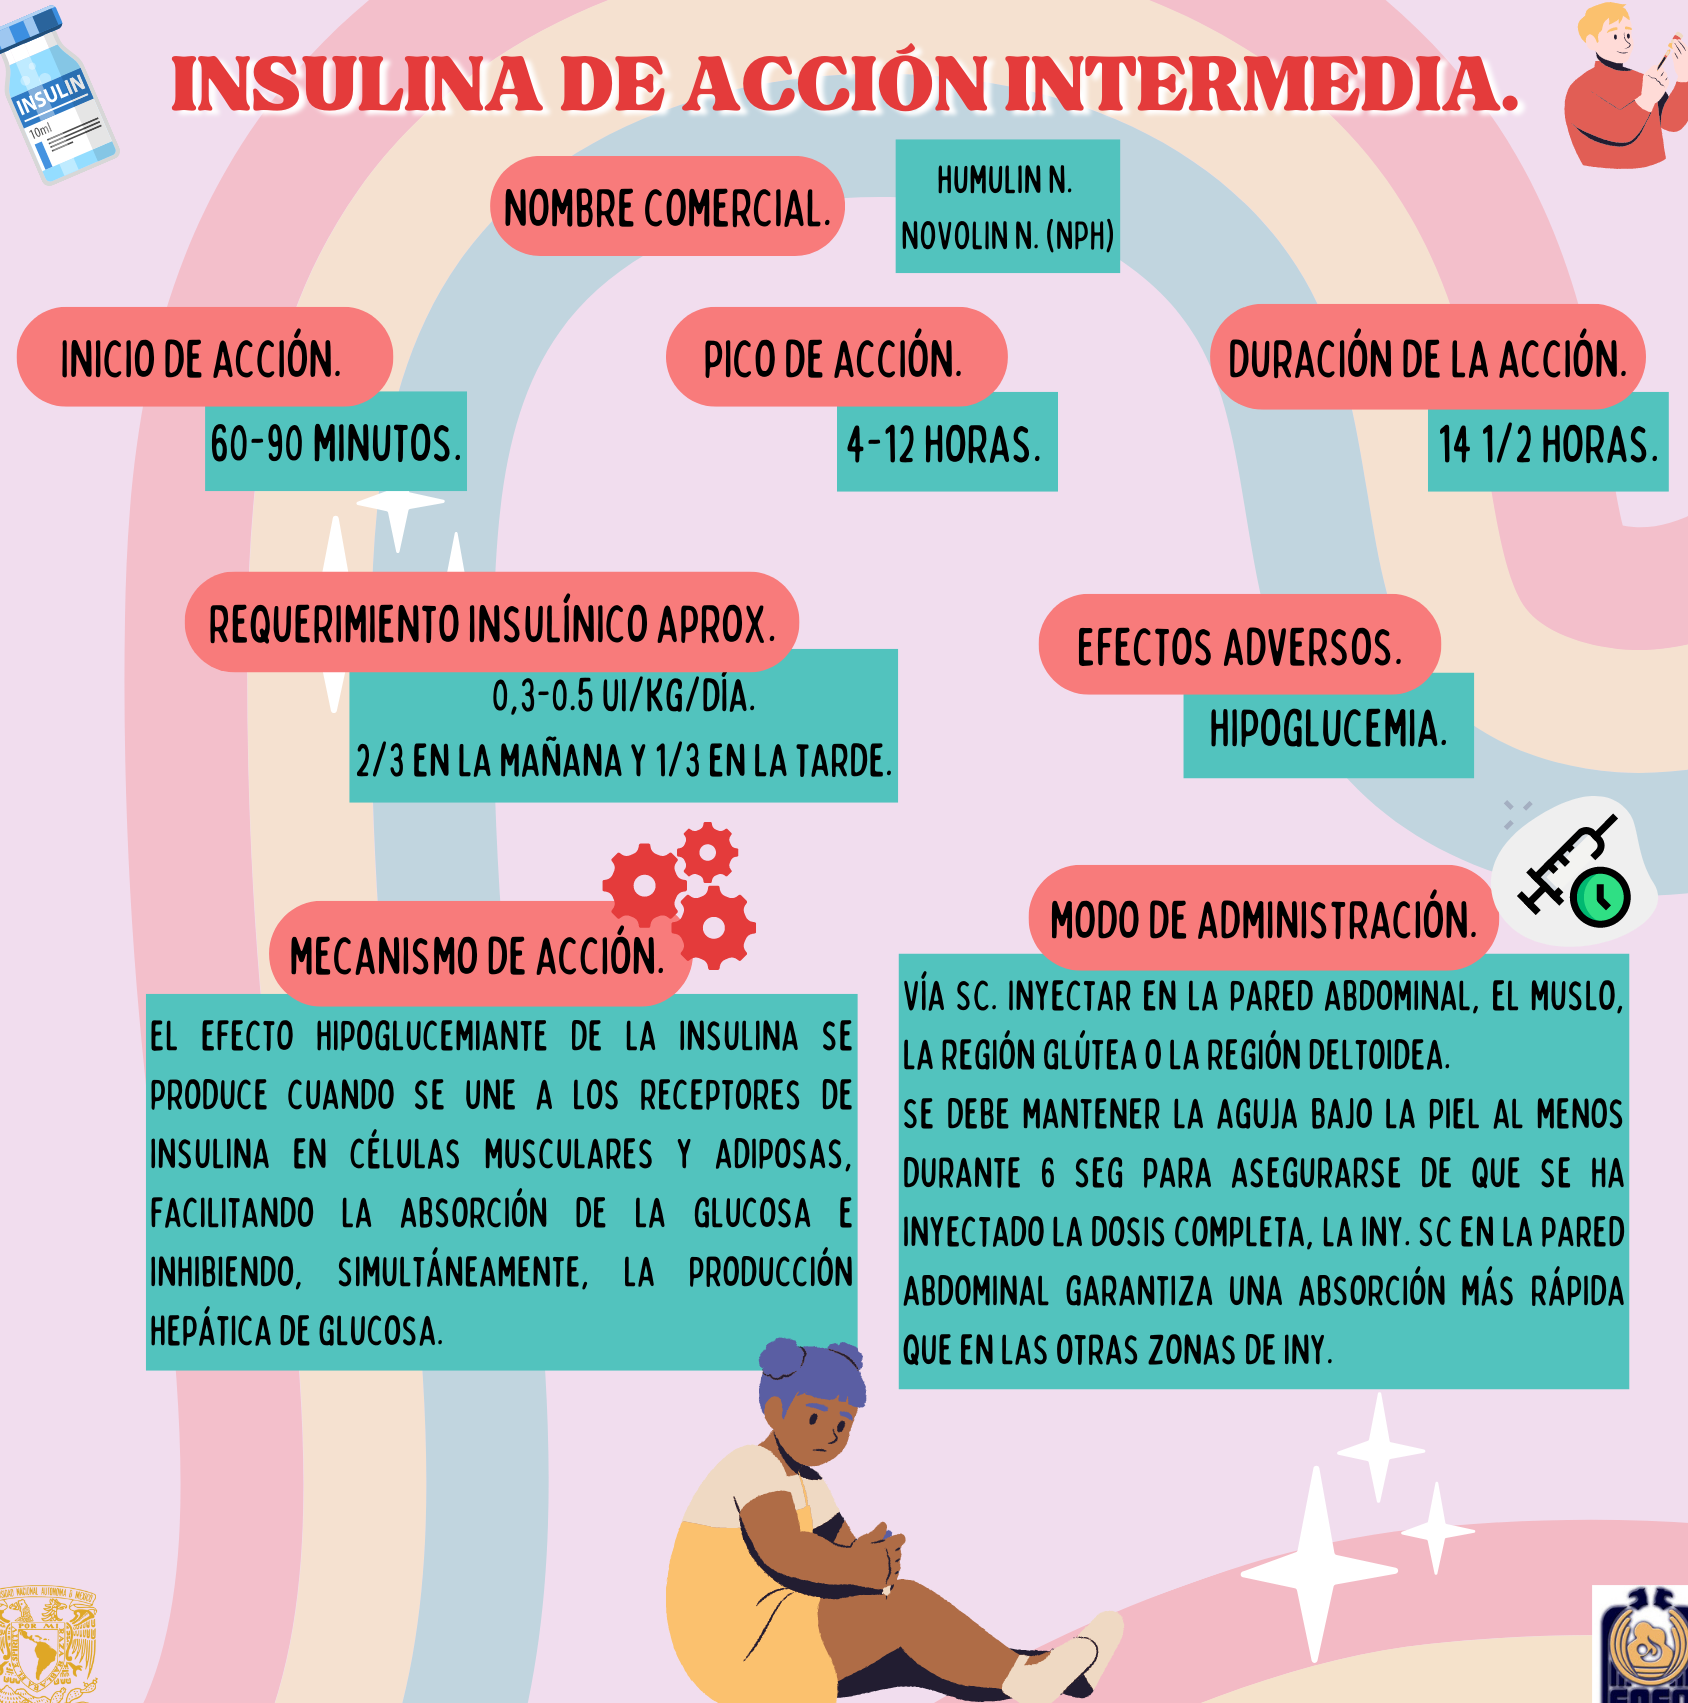 INSULIN
10ml
INSULINA DE ACCIÓN INTERMEDIA.
NOMBRE COMERCIAL.
HUMULIN N.
NOVOLIN N. (NPH)
INICIO DE ACCIÓN.
60-90 MINUTOS.
PICO DE ACCIÓN.
4-12 HORAS.
DURACIÓN DE LA ACCIÓN.
14 1/2 HORAS.
REQUERIMIENTO INSULÍNICO APROX.
0,3-0.5 UI/KG/DÍA.
2/3 EN LA MAÑANA Y 1/3 EN LA TARDE.
EFECTOS ADVERSOS.
HIPOGLUCEMIA.
MECANISMO DE ACCIÓN.
EL EFECTO HIPOGLUCEMIANTE DE LA INSULINA SE
PRODUCE CUANDO SE UNE A LOS RECEPTORES DE
INSULINA EN CÉLULAS MUSCULARES Y ADIPOSAS,
FACILITANDO LA ABSORCIÓN DE LA GLUCOSA E
INHIBIENDO, SIMULTÁNEAMENTE, LA PRODUCCIÓN
HEPÁTICA DE GLUCOSA.
MODO DE ADMINISTRACIÓN.
VÍA SC. INYECTAR EN LA PARED ABDOMINAL, EL MUSLO,
LA REGIÓN GLÚTEA O LA REGIÓN DELTOIDEA.
SE DEBE MANTENER LA AGUJA BAJO LA PIEL AL MENOS
DURANTE 6 SEG PARA ASEGURARSE DE QUE SE HA
INYECTADO LA DOSIS COMPLETA, LA INY. SC EN LA PARED
ABDOMINAL GARANTIZA UNA ABSORCIÓN MÁS RÁPIDA
QUE EN LAS OTRAS ZONAS DE INY.
NACIONAL AUTONOMA DE MEXICO
POR MI